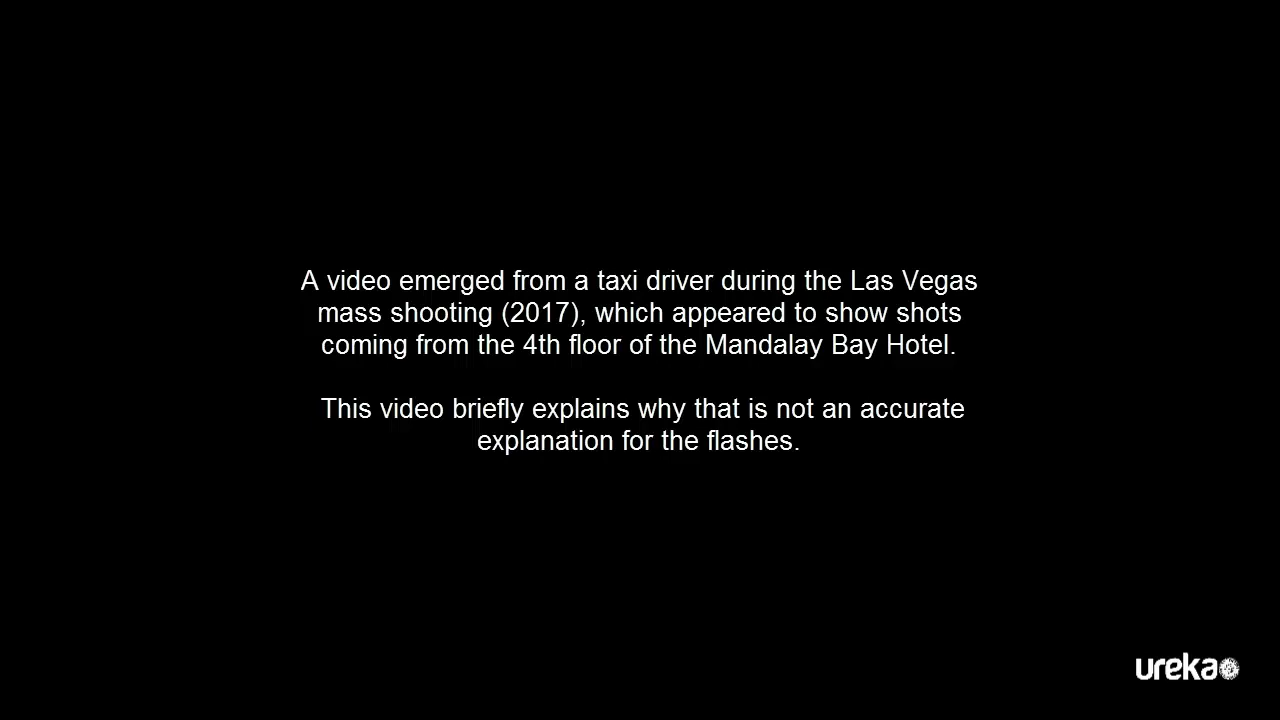 A video emerged from a taxi driver during the Las Vegas
mass shooting (2017), which appeared to show shots
coming from the 4th floor of the Mandalay Bay Hotel.
This video briefly explains why that is not an accurate
explanation for the flashes.
ureka